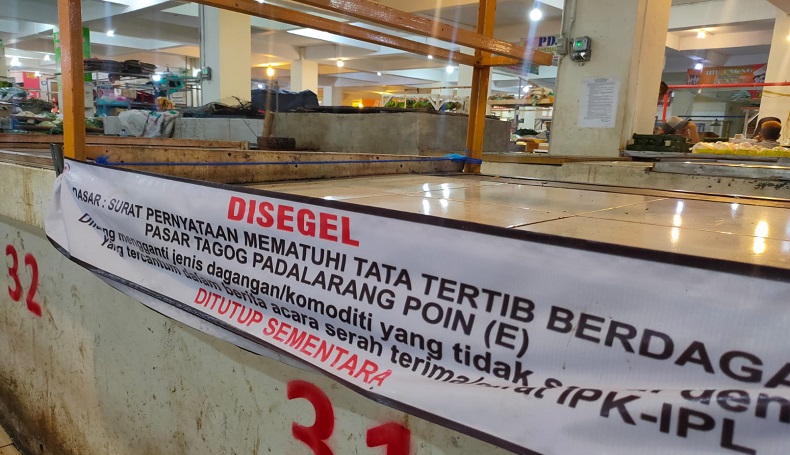 DISEGEL
DASAR : SURAT PERNYATAAN MEMATUHI TATA TERTIB BERDAGA
PASAR TAGOG PADALARANG POIN (E)
mengganti jenis dagangan/komoditi yang tidak
yang tercantum dalam berita acara serah terima IPK-IPL
DITUTUP SEMENTARA
32
31
PD.